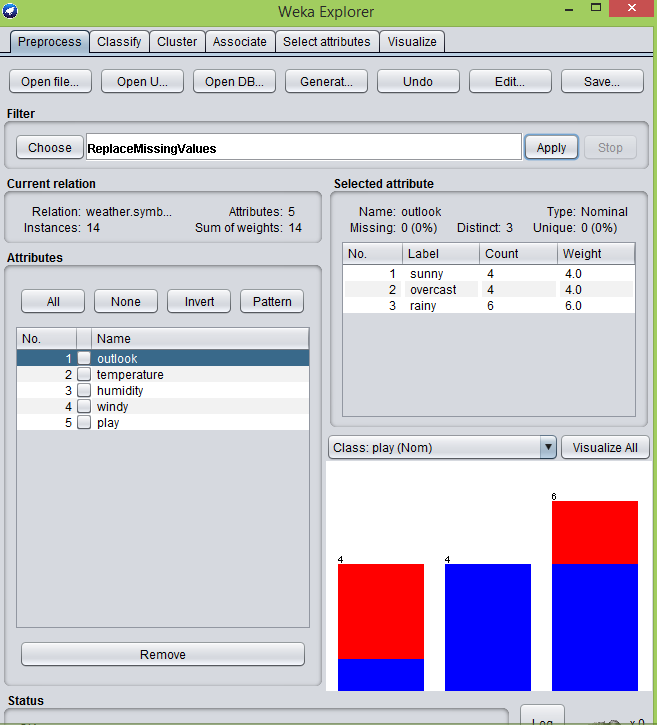 Weka Explorer
Preprocess Classify Cluster Associate Select attributes Visualize
Open file... Open U... Open DB... Generat... Undo Edit... Save...
Filter
Choose ReplaceMissingValues Apply Stop
Current relation
Relation: weather.symb... Attributes: 5
Instances: 14 Sum of weights: 14
Attributes
All None Invert Pattern
No. Name
1 outlook
2 temperature
3 humidity
4 windy
5 play
Remove
Selected attribute
Name: outlook Type: Nominal
Missing: 0 (0%) Distinct: 3 Unique: 0 (0%)
No. Label Count Weight
1 sunny 4 4.0
2 overcast 4 4.0
3 rainy 6 6.0
Class: play (Nom) Visualize All
4 4 6
Status
Log x 0